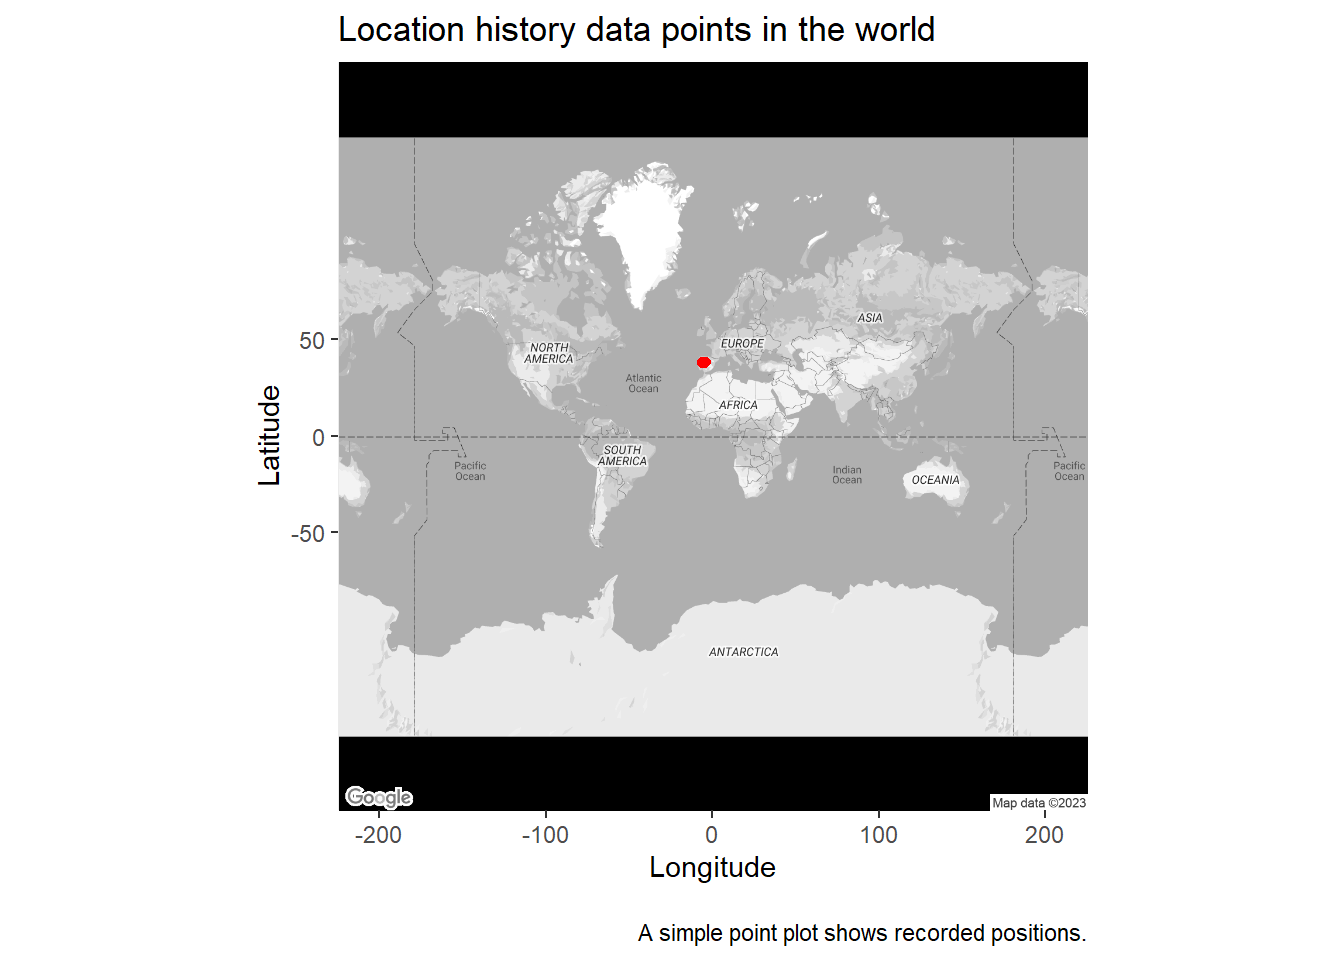 Location history data points in the world
NORTH
AMERICA
EUROPE
ASIA
Atlantic
Ocean
AFRICA
SOUTH
AMERICA
Pacific
Ocean
Indian
Ocean
OCEANIA
Pacific
Ocean
ANTARCTICA
Google
Map data ©2023
Latitude
50
0
-50
-200
-100
0
100
200
Longitude
A simple point plot shows recorded positions.